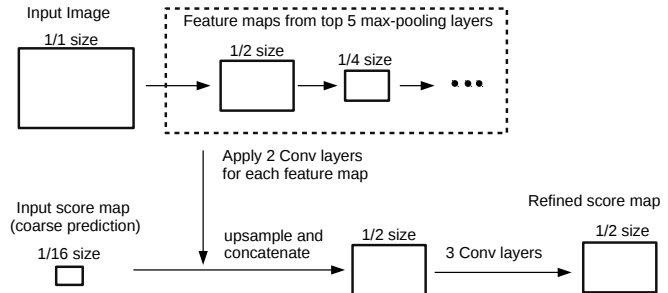 Input Image
1/1 size
Feature maps from top 5 max-pooling layers
1/2 size
1/4 size
Apply 2 Conv layers
for each feature map
Input score map
(coarse prediction)
1/16 size
upsample and
concatenate
1/2 size
3 Conv layers
Refined score map
1/2 size